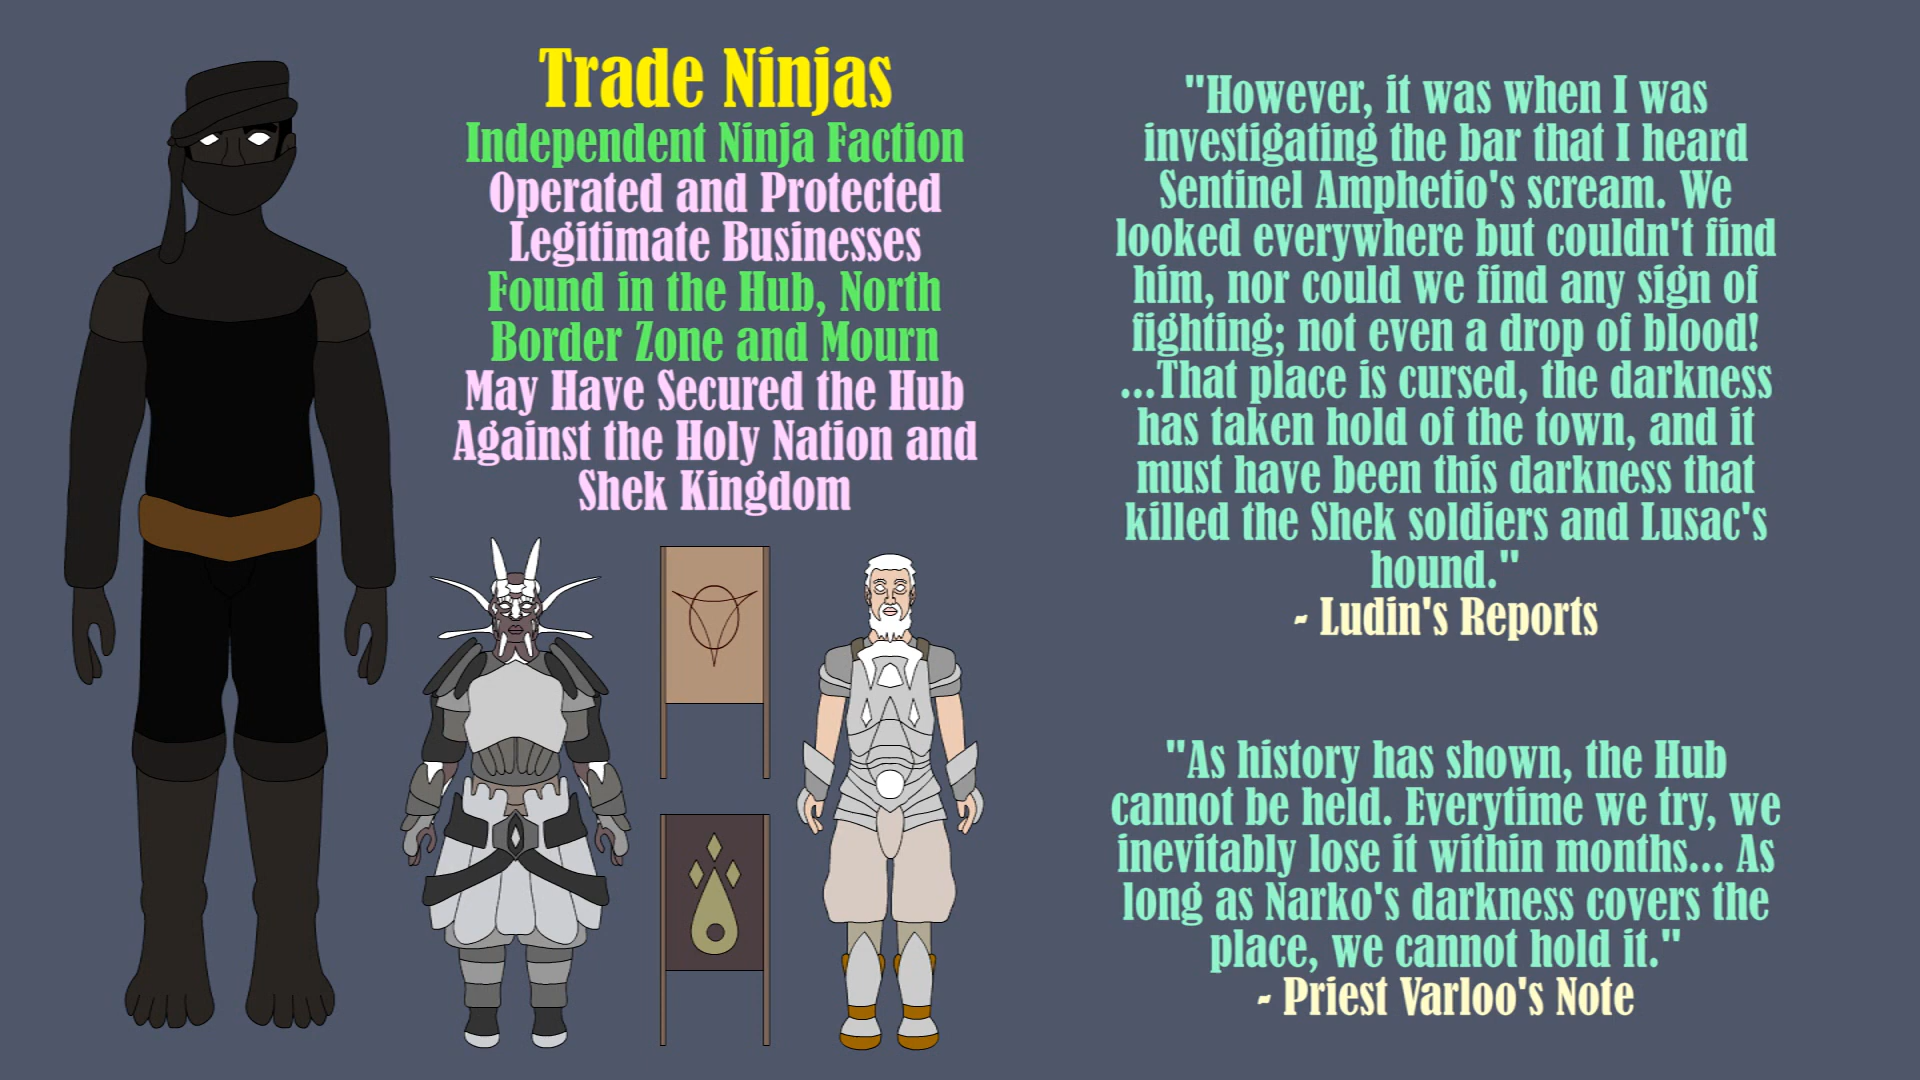 Trade Ninjas
Independent Ninja Faction
Operated and Protected
Legitimate Businesses
Found in the Hub, North
Border Zone and Mourn
May Have Secured the Hub
Against the Holy Nation and
Shek Kingdom
"However, it was when I was
investigating the bar that I heard
Sentinel Amphetio's scream. We
looked everywhere but couldn't find
him, nor could we find any sign of
fighting; not even a drop of blood!
...That place is cursed, the darkness
has taken hold of the town, and it
must have been this darkness that
killed the Shek soldiers and Lusac's
hound."
- Ludin's Reports
"As history has shown, the Hub
cannot be held. Everytime we try, we
inevitably lose it within months... As
long as Narko's darkness covers the
place, we cannot hold it."
- Priest Varloo's Note